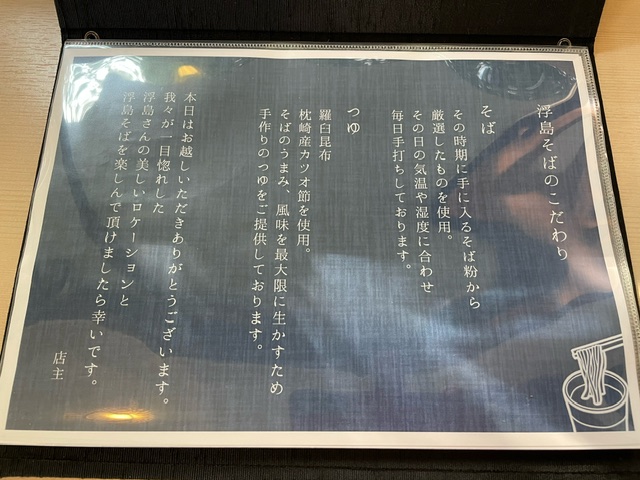 浮島そばのこだわり
そば
その時期に手に入るそば粉から
厳選したものを使用。
その日の気温や湿度に合わせ
毎日手打ちしております。
つゆ
羅臼昆布
枕崎産カツオ節を使用。
そばのうまみ、風味を最大限に生かすため
手作りのつゆをご提供しております。
本日はお越しいただきありがとうございます。
我々が一目惚れした
浮島さんの美しいロケーションと
浮島そばを楽しんで頂けましたら幸いです。
店主